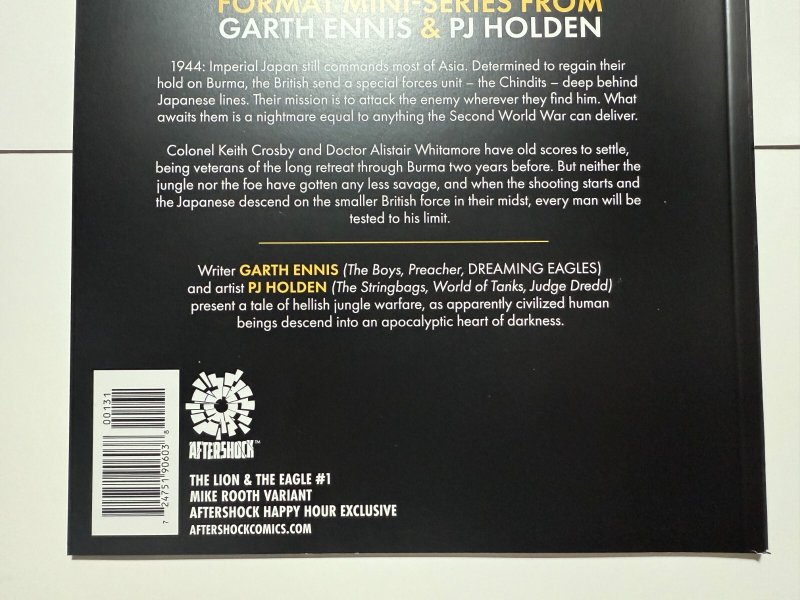 FORMAT MINI-SERIES FROM
GARTH ENNIS & PJ HOLDEN
1944: Imperial Japan still commands most of Asia. Determined to regain their
hold on Burma, the British send a special forces unit – the Chindits – deep behind
Japanese lines. Their mission is to attack the enemy wherever they find him. What
awaits them is a nightmare equal to anything the Second World War can deliver.
Colonel Keith Crosby and Doctor Alistair Whitamore have old scores to settle,
being veterans of the long retreat through Burma two years before. But neither the
jungle nor the foe have gotten any less savage, and when the shooting starts and
the Japanese descend on the smaller British force in their midst, every man will be
tested to his limit.
Writer GARTH ENNIS (The Boys, Preacher, DREAMING EAGLES)
and artist PJ HOLDEN (The Stringbags, World of Tanks, Judge Dredd)
present a tale of hellish jungle warfare, as apparently civilized human
beings descend into an apocalyptic heart of darkness.
00131
7 24751 90603 8
AFTERSHOCK™
THE LION & THE EAGLE #1
MIKE ROOTH VARIANT
AFTERSHOCK HAPPY HOUR EXCLUSIVE
AFTERSHOCKCOMICS.COM